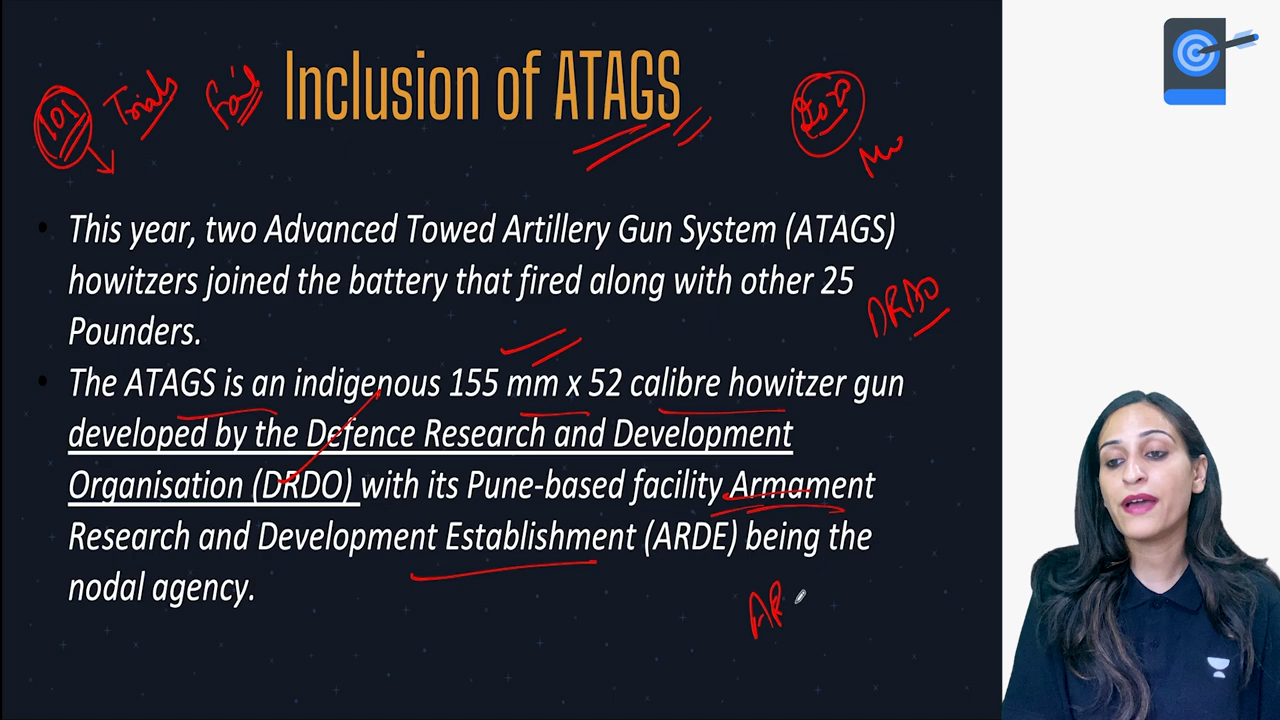 101 Trials Inclusion of ATAGS
• This year, two Advanced Towed Artillery Gun System (ATAGS)
howitzers joined the battery that fired along with other 25
Pounders.
DRDO
• The ATAGS is an indigenous 155 mm x 52 calibre howitzer gun
developed by the Defence Research and Development
Organisation (DRDO) with its Pune-based facility Armament
Research and Development Establishment (ARDE) being the
nodal agency.
AR